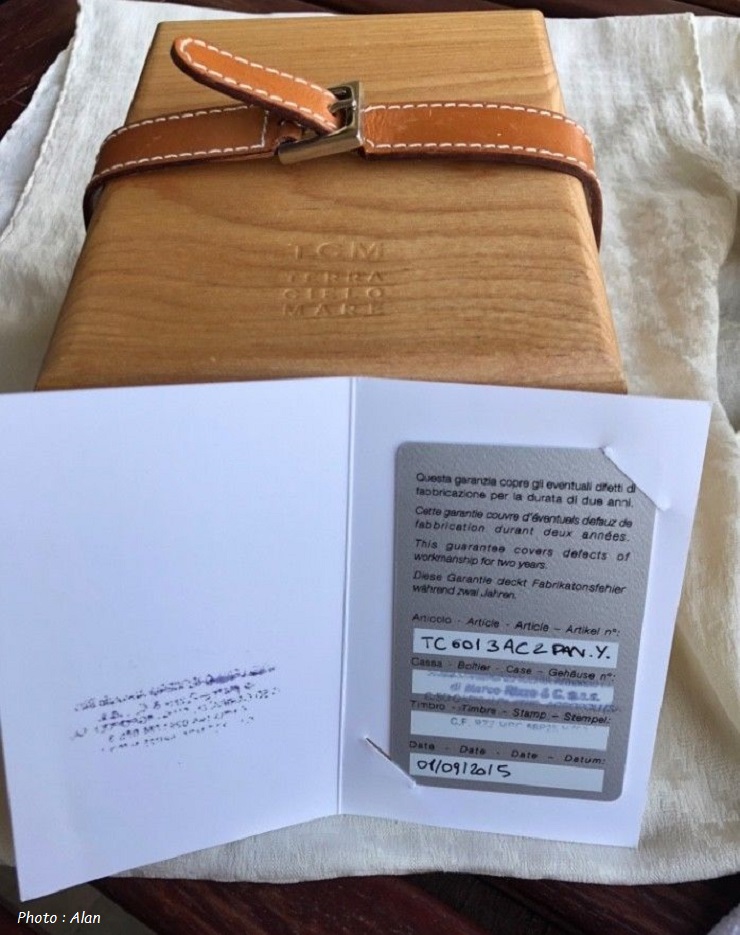 TCM
TERRA
CIELO
MARE
Questa garanzia copre gli eventuali difetti di
fabbricazione per la durata di due anni.
Cette garantie couvre d'éventuels defauz de
fabbrication durant deux années.
This guarantee covers defects of
workmanship for two years.
Diese Garantie deckt Fabrikatonsfehler
während zwai Jahren.
Articolo - Article - Article - Artikel n°:
TC6013AC2PAN.Y.
Cassa - Boîtier - Case - Gehäuse n°:
di Marco & C. s.a.s.
Timbro - Timbre - Stamp - Stempel:
Date - Date - Date - Datum:
01/09/2015
Photo : Alan